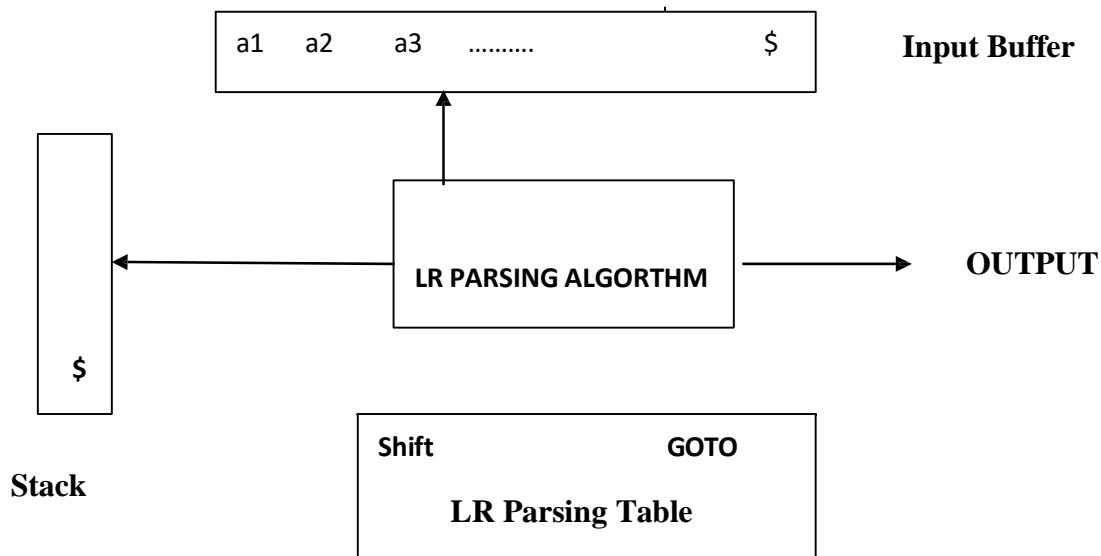 a1 a2 a3 .......... $ Input Buffer
LR PARSING ALGORTHM
OUTPUT
$
Stack
Shift GOTO
LR Parsing Table